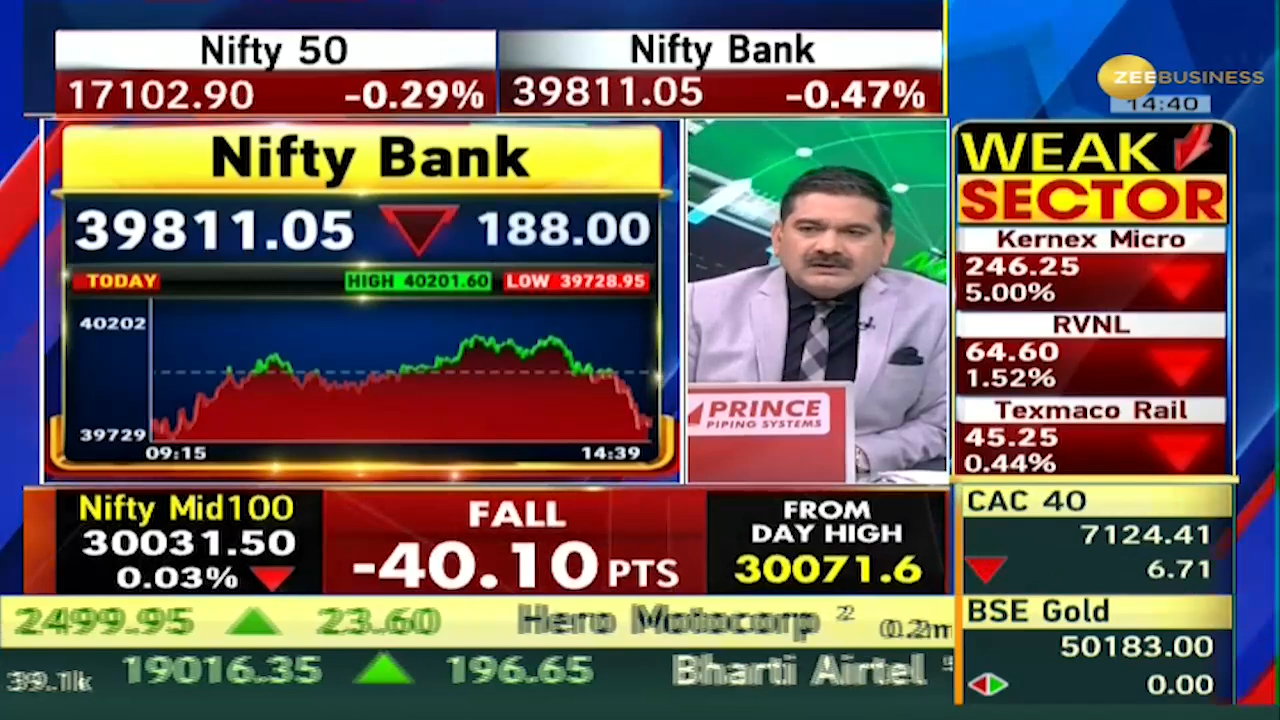 Nifty 50
17102.90 -0.29%
Nifty Bank
39811.05 -0.47%
ZEEBUSINESS
14:40
Nifty Bank
39811.05 188.00
TODAY HIGH 40201.60 LOW 39728.95
40202
39729
09:15 14:39
PRINCE
PIPING SYSTEMS
WEAK
SECTOR
Kernex Micro
246.25
5.00%
RVNL
64.60
1.52%
Texmaco Rail
45.25
0.44%
Nifty Mid100
30031.50
0.03%
FALL
-40.10 PTS
FROM
DAY HIGH
30071.6
CAC 40
7124.41
6.71
BSE Gold
50183.00
0.00
2499.95 23.60 Hero Motocorp 0.2m
39.1k 19016.35 196.65 Bharti Airtel